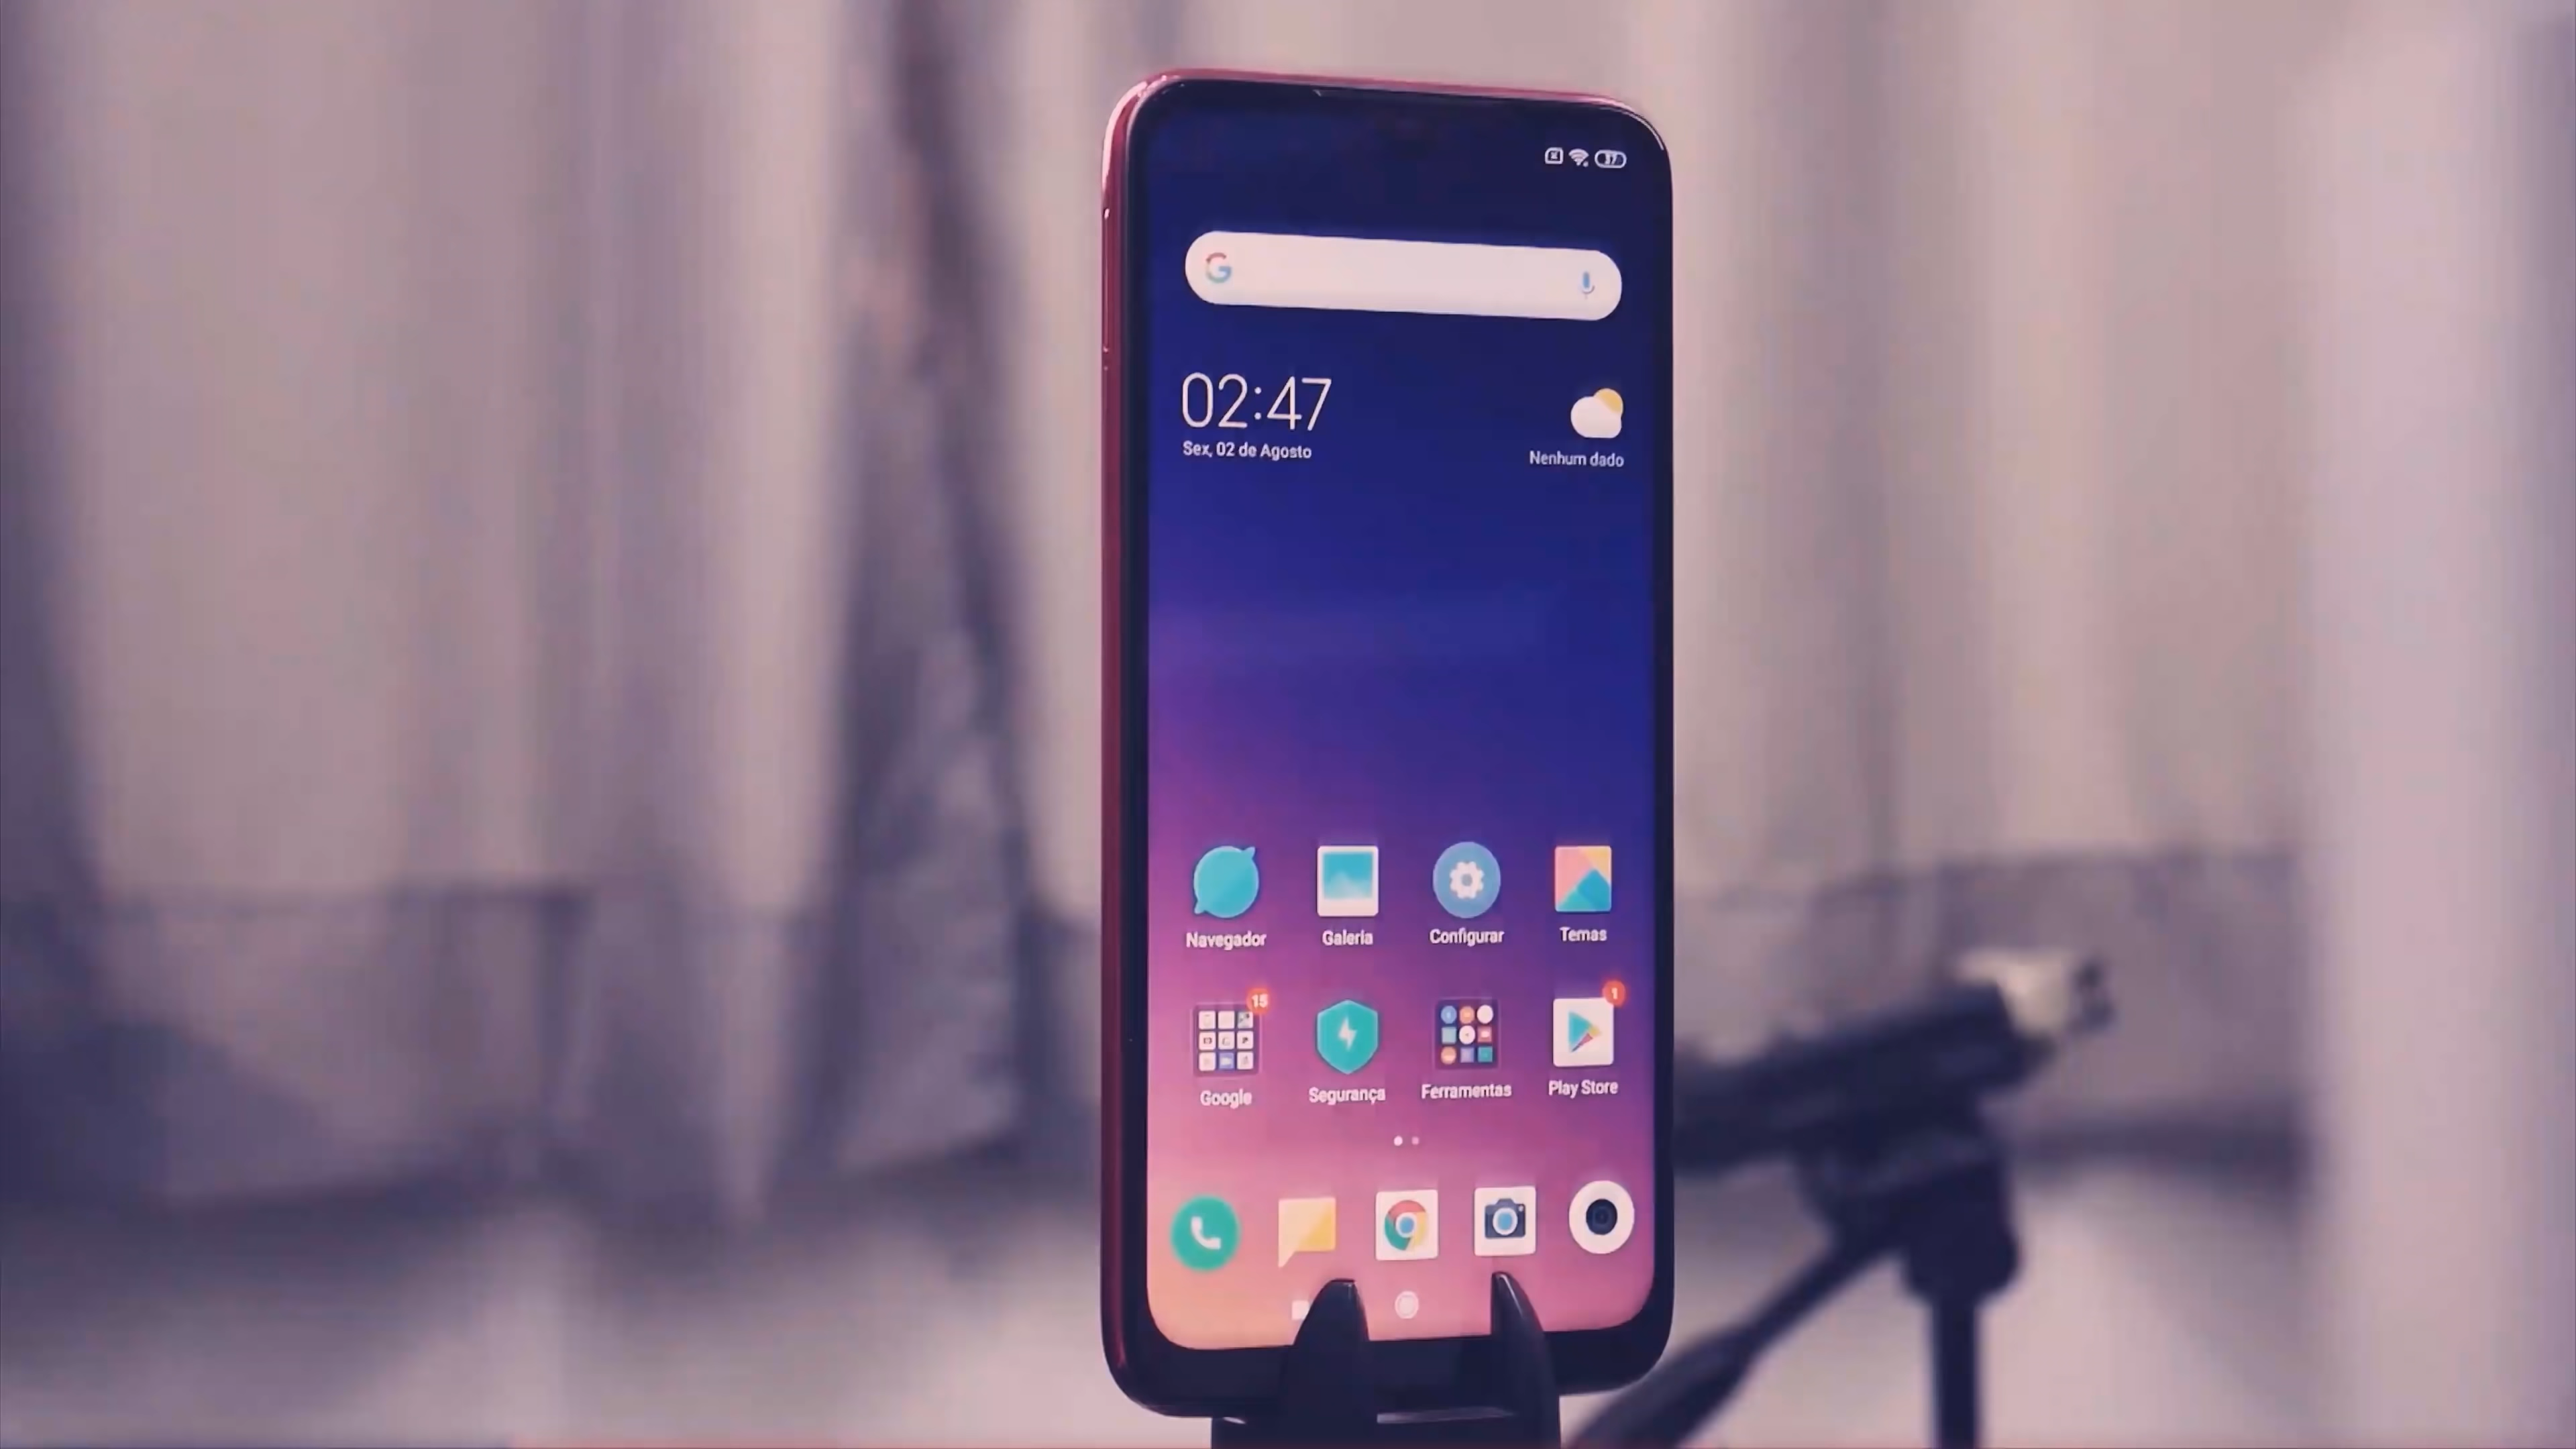 37
02:47
Sex, 02 de Agosto
Nenhum dado
Navegador
Galeria
Configurar
Temas
15
1
Google
Segurança
Ferramentas
Play Store